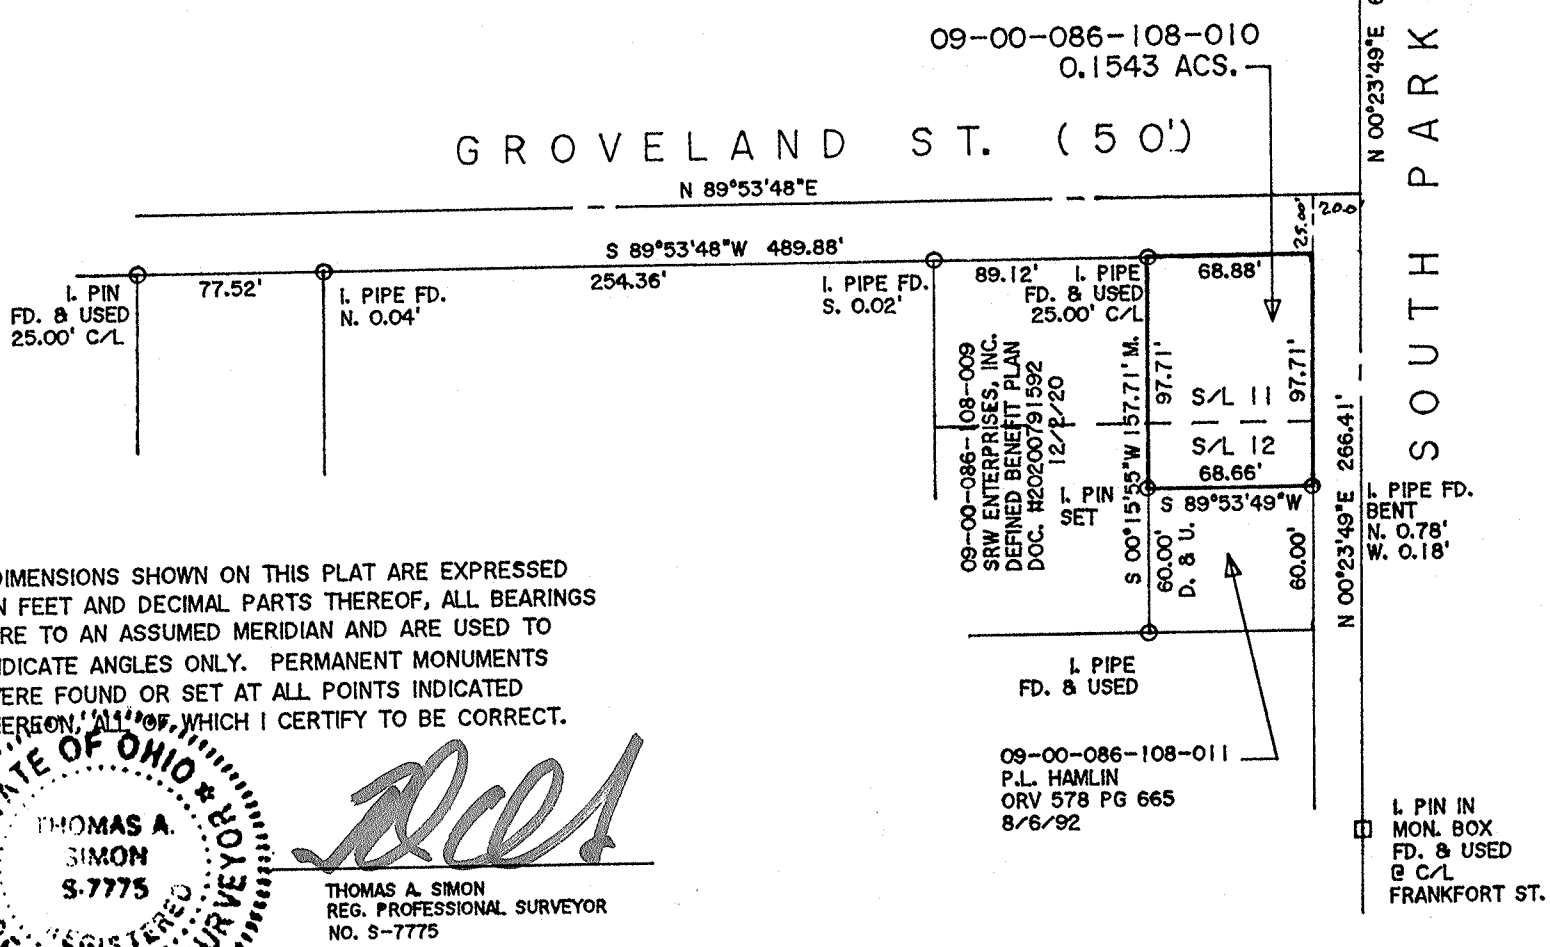 09-00-086-108-010
0.1543 ACS.
GROVELAND ST. (50')
N 89°53'48"E
S 89°53'48"W 489.88'
77.52'
254.36'
89.12'
68.88'
25.00'
20.0
I. PIN
FD. & USED
25.00' C/L
I. PIPE FD.
N. 0.04'
I. PIPE FD.
S. 0.02'
I. PIPE
FD. & USED
25.00' C/L
09-00-086-108-009
SRW ENTERPRISES, INC.
DEFINED BENEFIT PLAN
DOC. #202000791592
12/2/20
S 00°15'55"W 157.71' M.
97.71'
97.71'
S/L 11
S/L 12
68.66'
S 89°53'49"W
I. PIN
SET
60.00'
D. & U.
60.00'
N 00°23'49"E 266.41'
N 00°23'49"E
SOUTH PARK
I. PIPE FD.
BENT
N. 0.78'
W. 0.18'
I. PIPE
FD. & USED
09-00-086-108-011
P.L. HAMLIN
ORV 578 PG 665
8/6/92
I. PIN IN
MON. BOX
FD. & USED
@ C/L
FRANKFORT ST.
DIMENSIONS SHOWN ON THIS PLAT ARE EXPRESSED
N FEET AND DECIMAL PARTS THEREOF, ALL BEARINGS
RE TO AN ASSUMED MERIDIAN AND ARE USED TO
NDICATE ANGLES ONLY. PERMANENT MONUMENTS
ERE FOUND OR SET AT ALL POINTS INDICATED
EREON, ALL OF WHICH I CERTIFY TO BE CORRECT.
ATE OF OHIO
THOMAS A.
SIMON
S-7775
REGISTERED
SURVEYOR
THOMAS A. SIMON
REG. PROFESSIONAL SURVEYOR
NO. S-7775